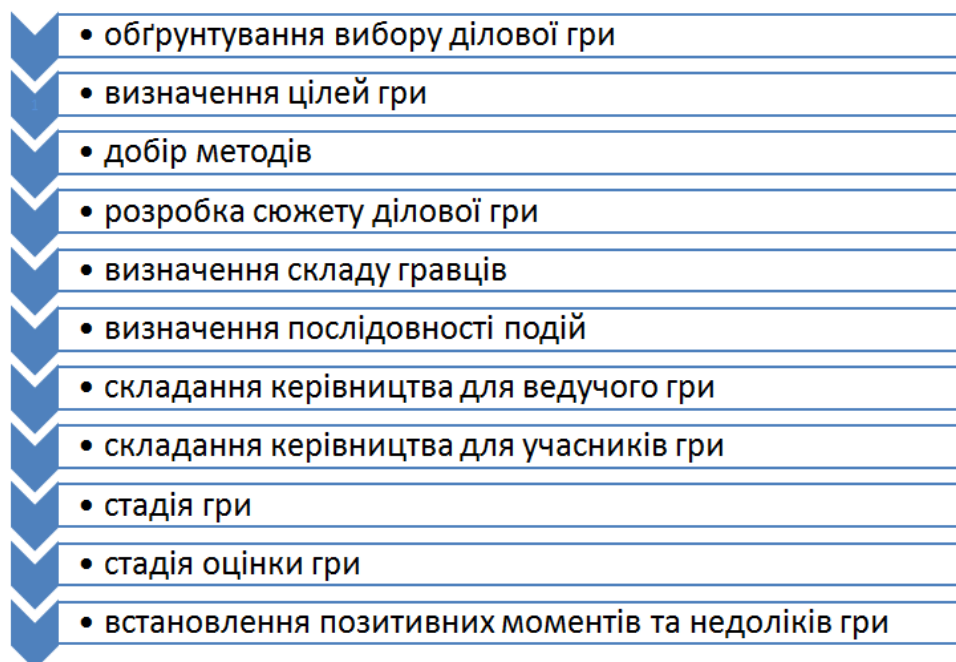 • обґрунтування вибору ділової гри
• визначення цілей гри
• добір методів
• розробка сюжету ділової гри
• визначення складу гравців
• визначення послідовності подій
• складання керівництва для ведучого гри
• складання керівництва для учасників гри
• стадія гри
• стадія оцінки гри
• встановлення позитивних моментів та недоліків гри